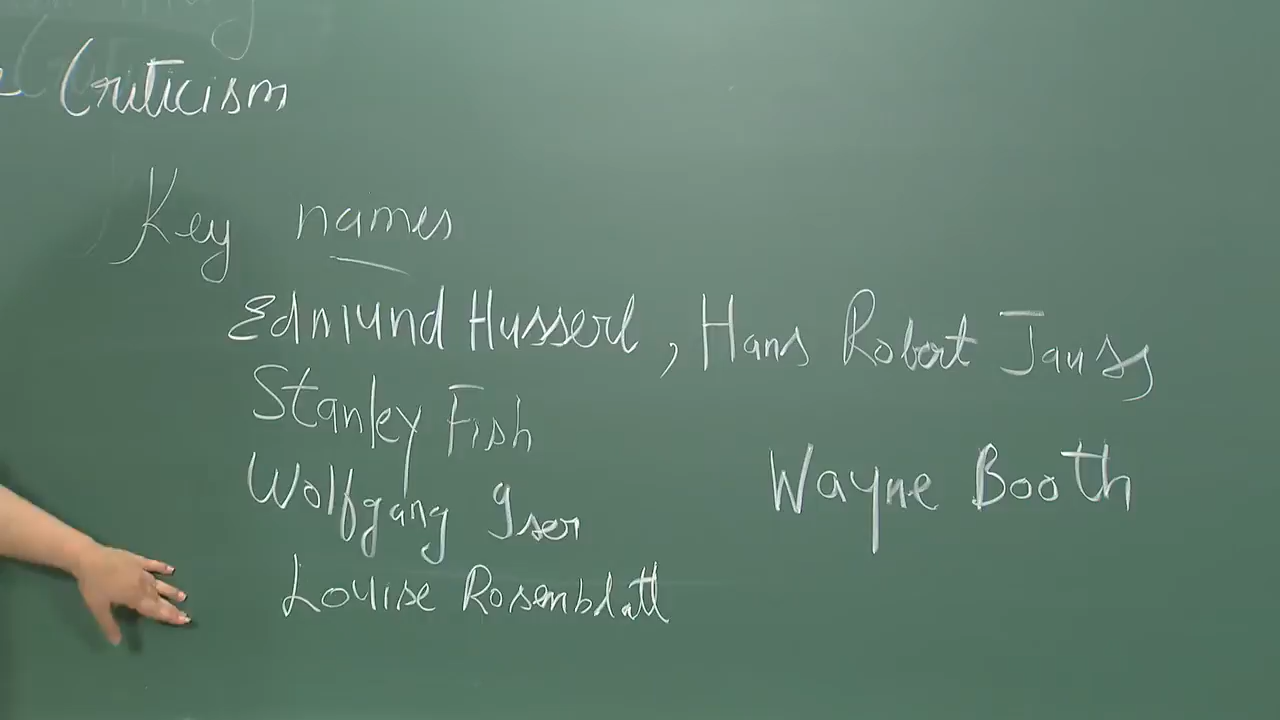 e Criticism
Key names
Edmund Husserl, Hans Robert Jauss
Stanley Fish
Wolfgang Iser
Wayne Booth
Louise Rosenblatt